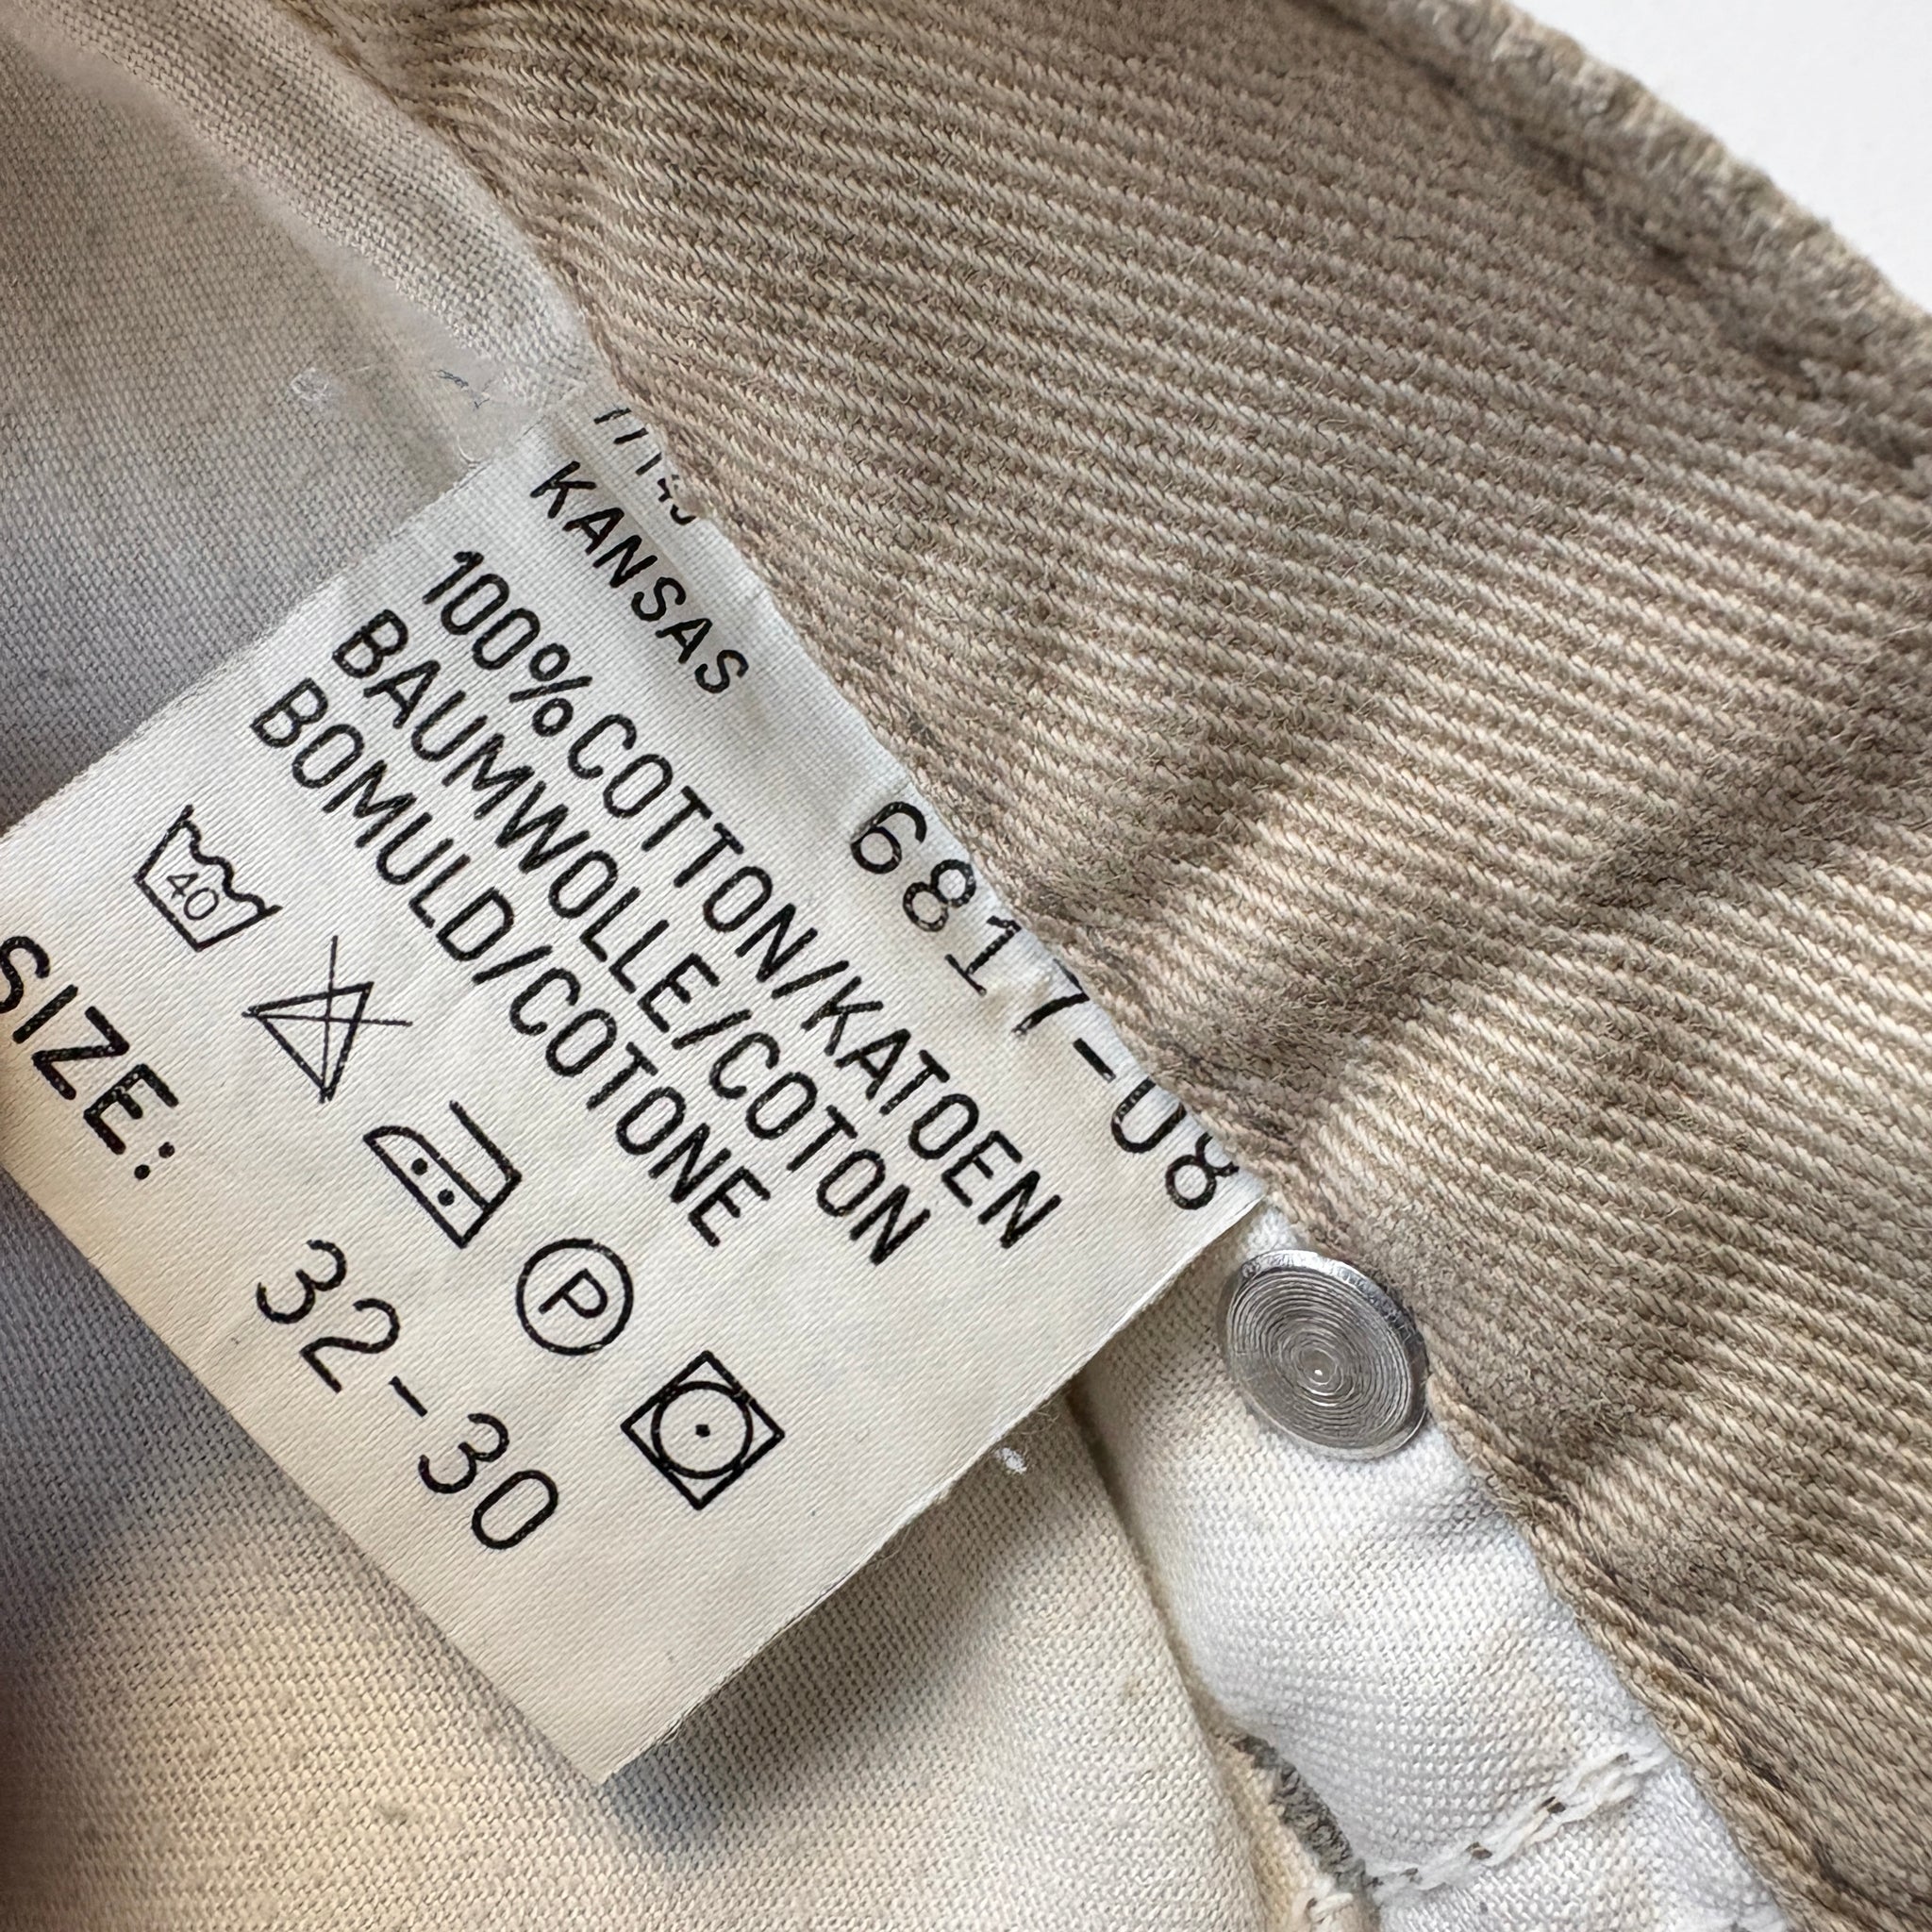 KANSAS
6817-08
100%COTTON/KATOEN
BAUMWOLLE/COTON
BOMULD/COTONE
40
P
SIZE: 32-30